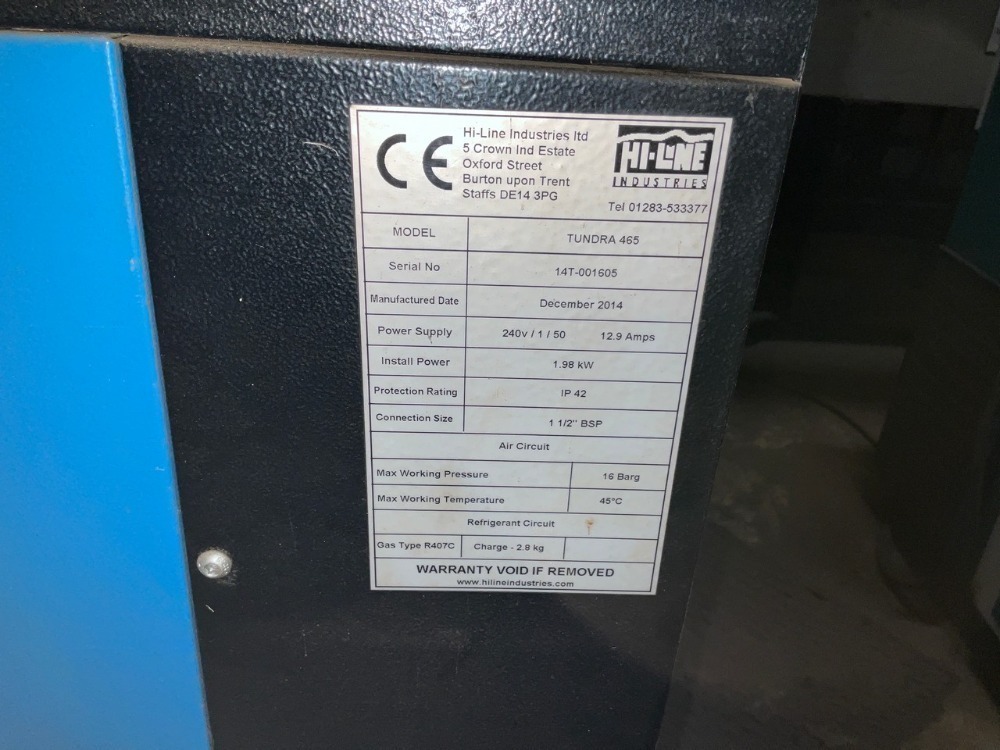 CE
Hi-Line Industries ltd
5 Crown Ind Estate
Oxford Street
Burton upon Trent
Staffs DE14 3PG
HI-LINE
INDUSTRIES
Tel 01283-533377
MODEL TUNDRA 465
Serial No 14T-001605
Manufactured Date December 2014
Power Supply 240v / 1 / 50 12.9 Amps
Install Power 1.98 kW
Protection Rating IP 42
Connection Size 1 1/2" BSP
Air Circuit
Max Working Pressure 16 Barg
Max Working Temperature 45°C
Refrigerant Circuit
Gas Type R407C Charge - 2.8 kg
WARRANTY VOID IF REMOVED
www.hilineindustries.com